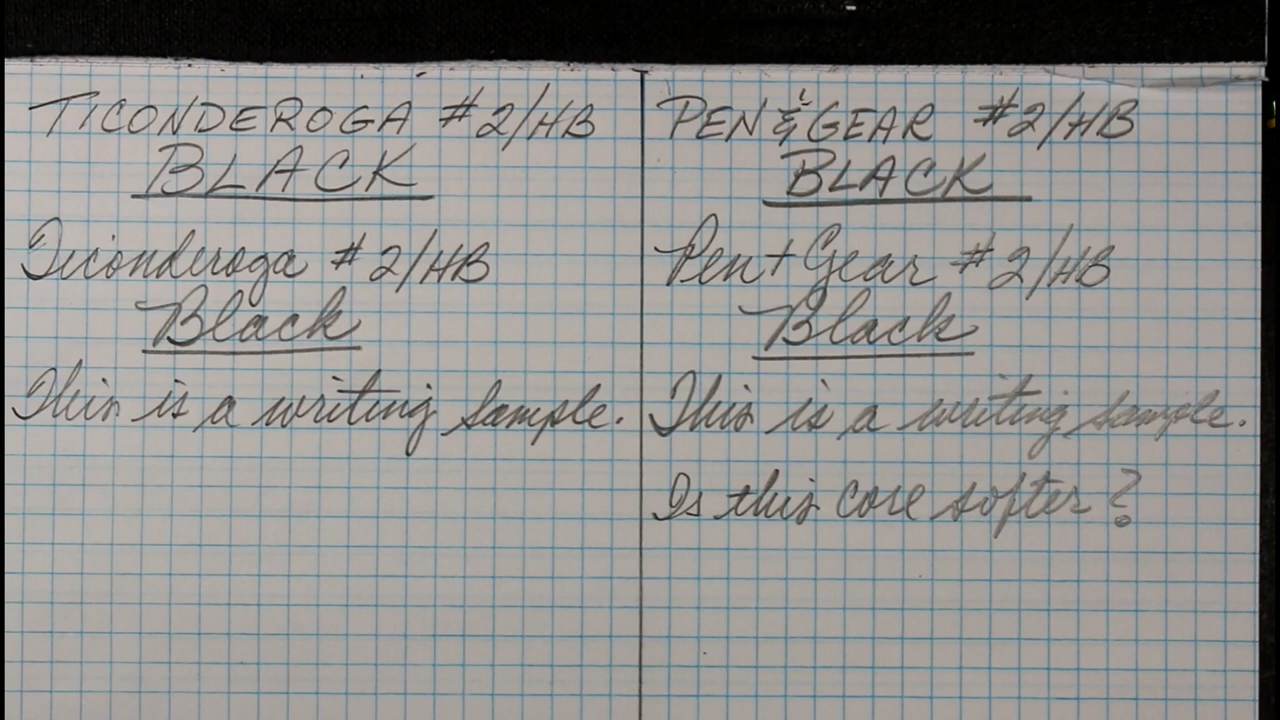 TICONDEROGA #2/HB
BLACK
Ticonderoga #2/HB
Black
This is a writing sample.
PEN & GEAR #2/HB
BLACK
Pen + Gear #2/HB
Black
This is a writing sample.
Is this core softer?